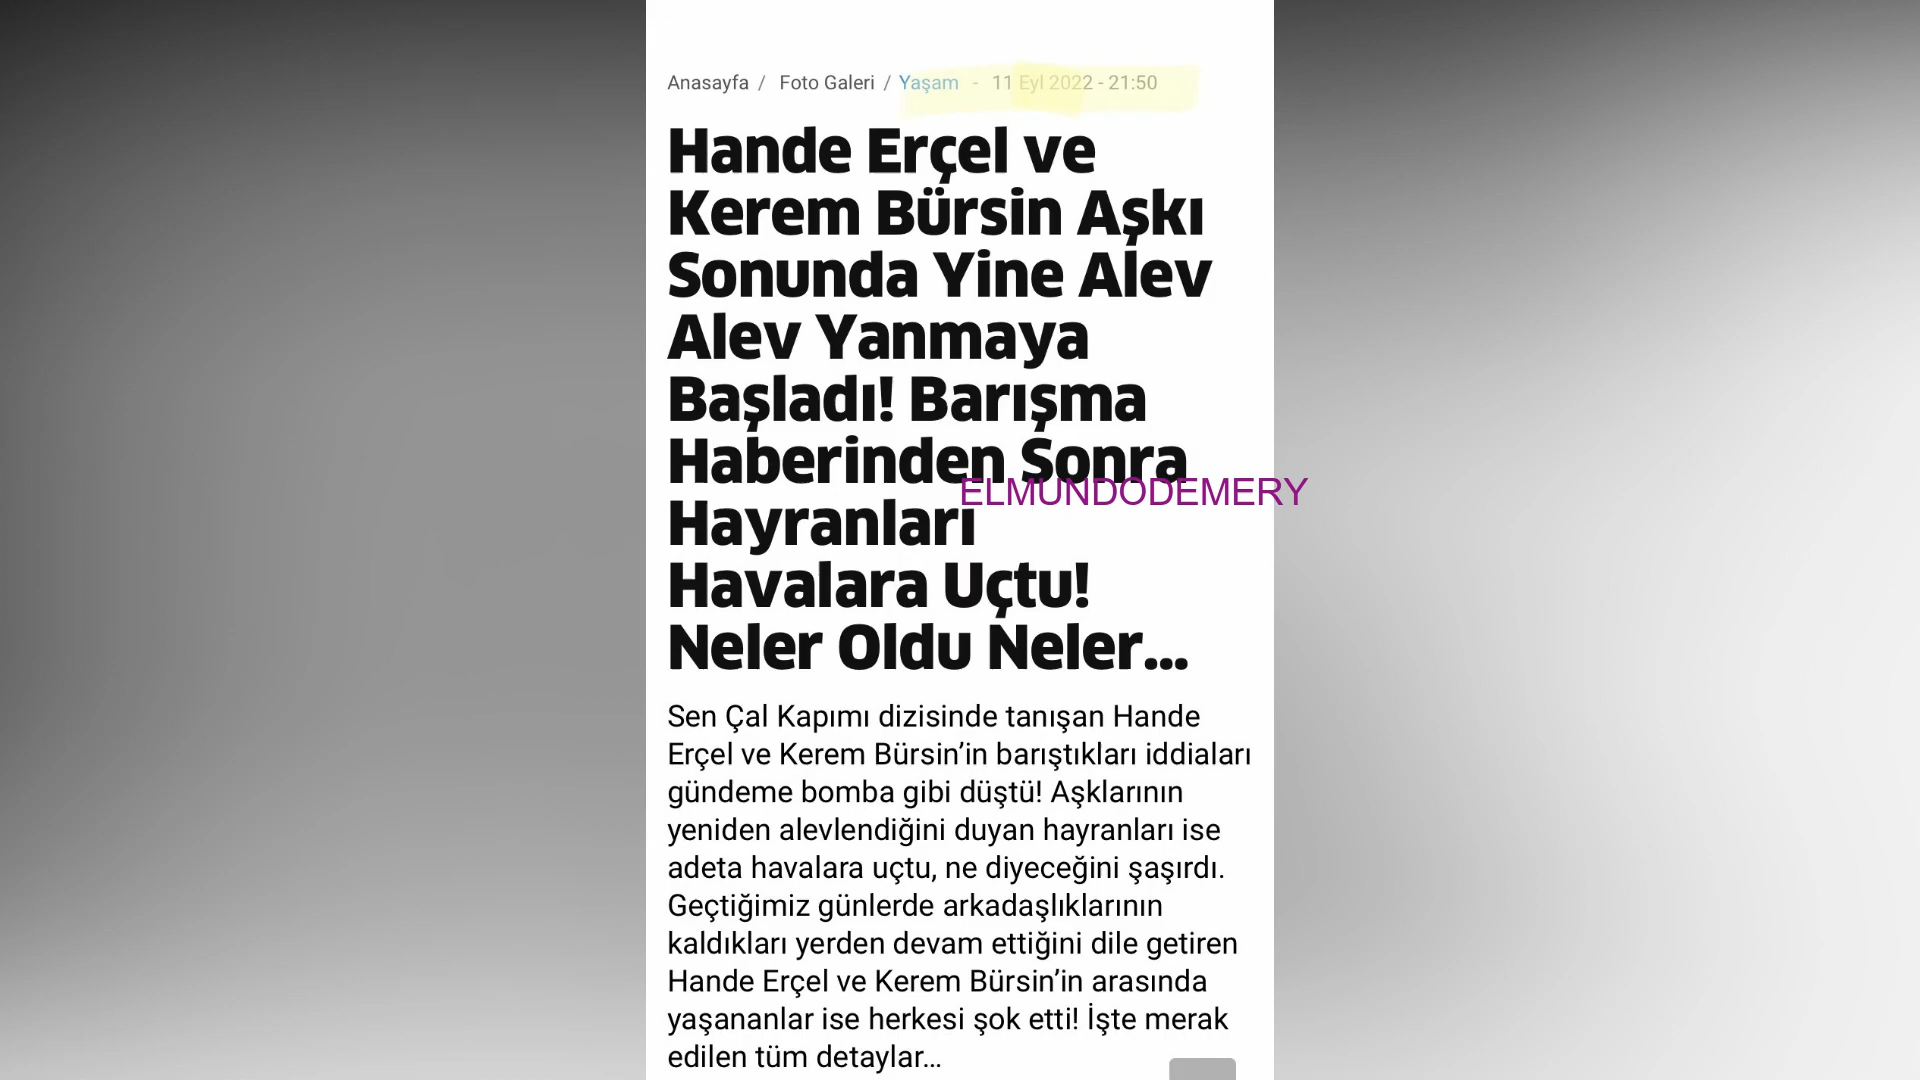 Anasayfa / Foto Galeri / Yaşam - 11 Eyl 2022 - 21:50
Hande Erçel ve
Kerem Bürsin Aşkı
Sonunda Yine Alev
Alev Yanmaya
Başladı! Barışma
Haberinden Sonra
ELMUNDODEMERY
Hayranları
Havalara Uçtu!
Neler Oldu Neler...
Sen Çal Kapımı dizisinde tanışan Hande
Erçel ve Kerem Bürsin’in barıştıkları iddiaları
gündeme bomba gibi düştü! Aşklarının
yeniden alevlendiğini duyan hayranları ise
adeta havalara uçtu, ne diyeceğini şaşırdı.
Geçtiğimiz günlerde arkadaşlıklarının
kaldıkları yerden devam ettiğini dile getiren
Hande Erçel ve Kerem Bürsin’in arasında
yaşananlar ise herkesi şok etti! İşte merak
edilen tüm detaylar...